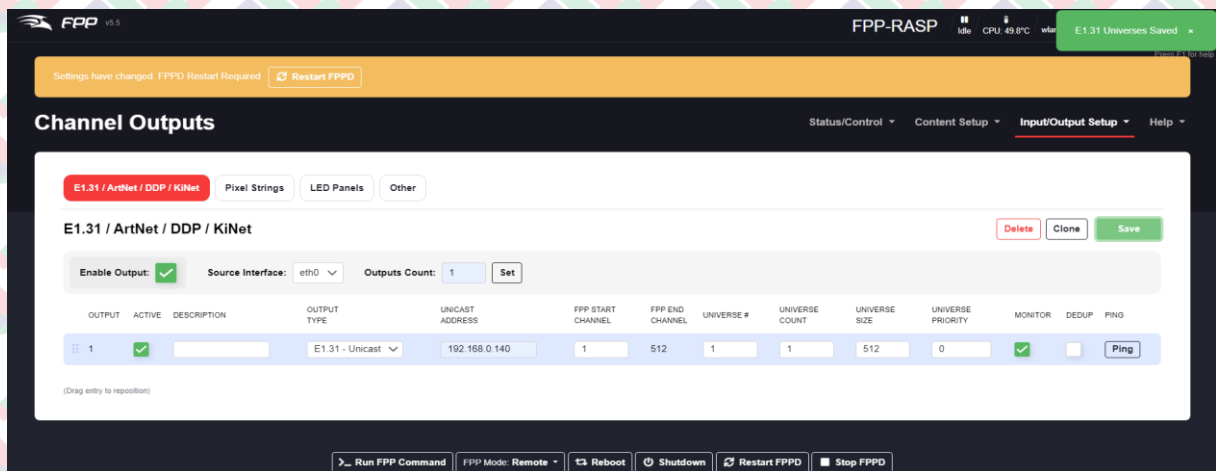 FPP v5.5
FPP-RASP Idle CPU: 49.8°C wlan
E1.31 Universes Saved ×
Press F1 for help
Settings have changed. FPPD Restart Required Restart FPPD
Channel Outputs
Status/Control Content Setup Input/Output Setup Help
E1.31 / ArtNet / DDP / KiNet Pixel Strings LED Panels Other
E1.31 / ArtNet / DDP / KiNet
Delete Clone Save
Enable Output: Source Interface: eth0 Outputs Count: 1 Set
OUTPUT ACTIVE DESCRIPTION OUTPUT TYPE UNICAST ADDRESS FPP START CHANNEL FPP END CHANNEL UNIVERSE # UNIVERSE COUNT UNIVERSE SIZE UNIVERSE PRIORITY MONITOR DEDUP PING
1 E1.31 - Unicast 192.168.0.140 1 512 1 1 512 0 Ping
(Drag entry to reposition)
>_ Run FPP Command FPP Mode: Remote Reboot Shutdown Restart FPPD Stop FPPD